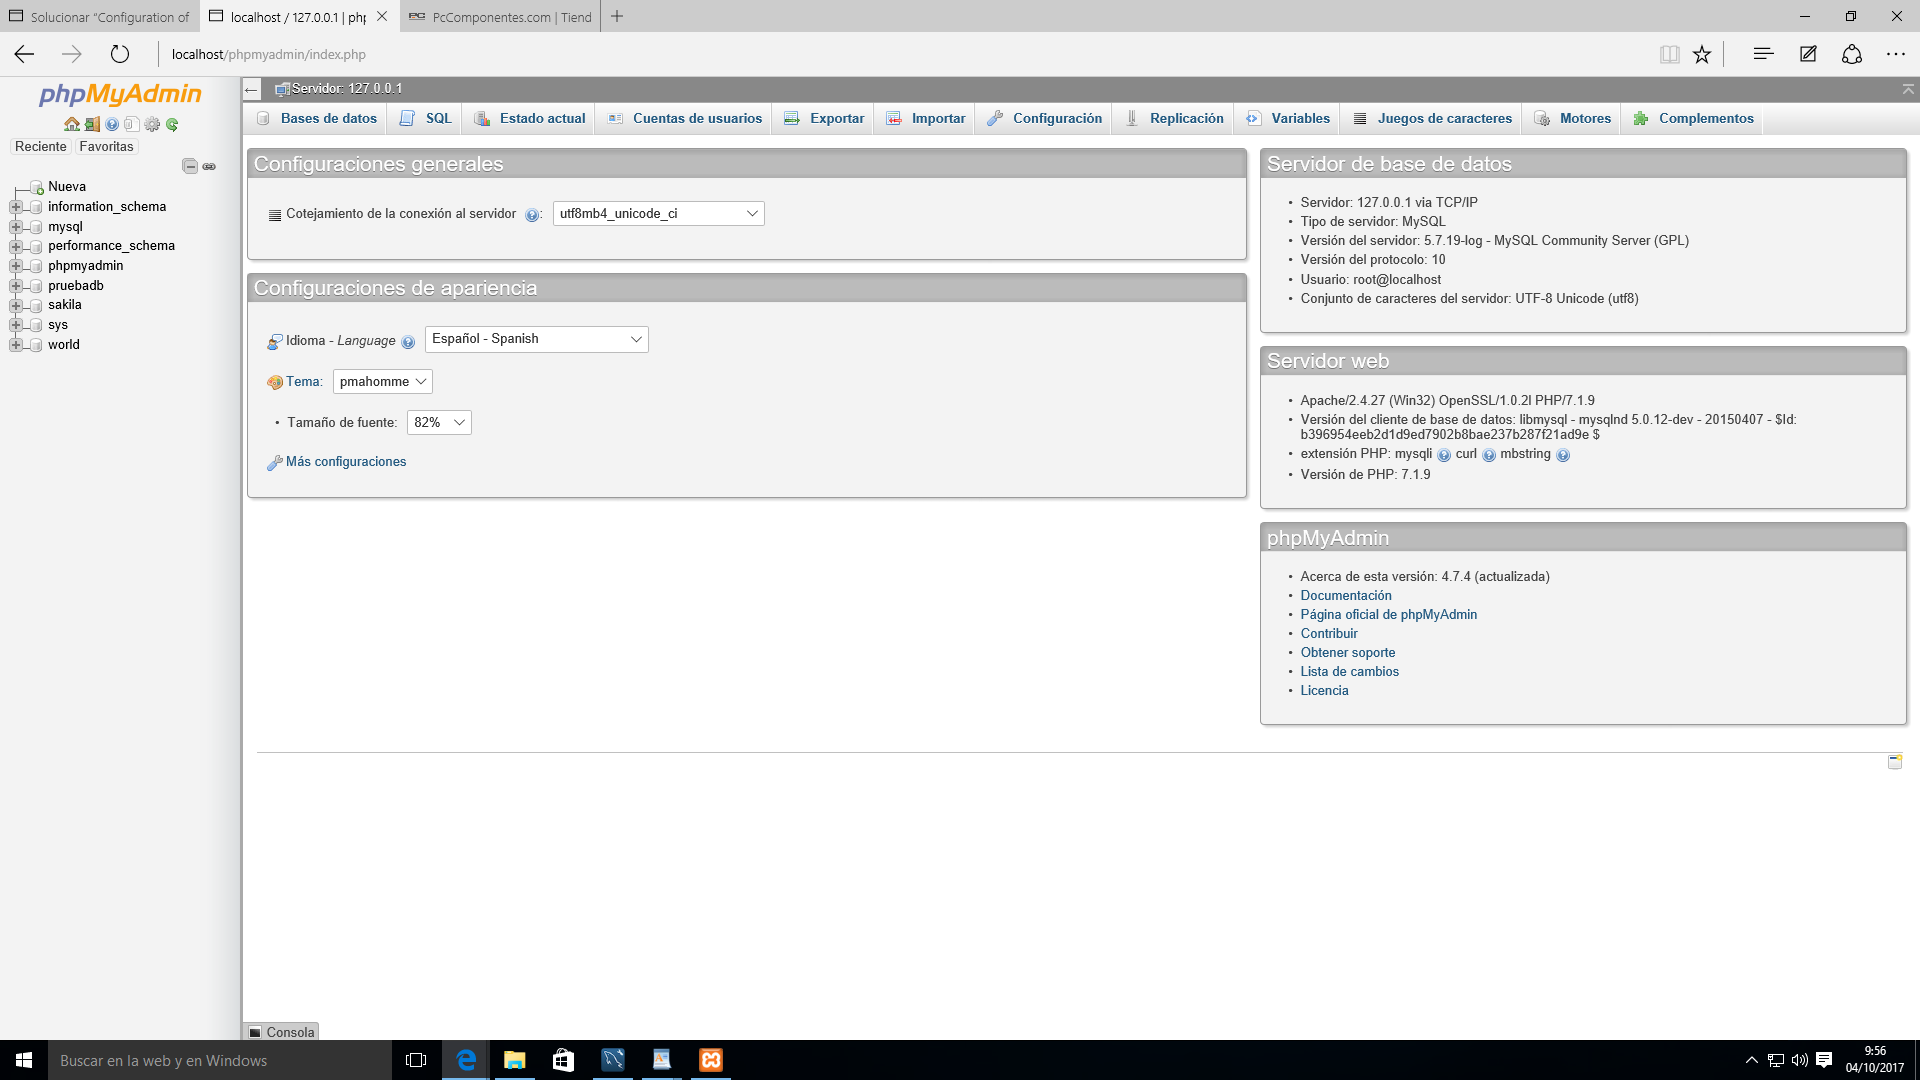 Solucionar "Configuration of
localhost / 127.0.0.1 | php
PcComponentes.com | Tiend
localhost/phpmyadmin/index.php
phpMyAdmin
Reciente
Favoritas
Nueva
information_schema
mysql
performance_schema
phpmyadmin
pruebadb
sakila
sys
world
Servidor: 127.0.0.1
Bases de datos
SQL
Estado actual
Cuentas de usuarios
Exportar
Importar
Configuración
Replicación
Variables
Juegos de caracteres
Motores
Complementos
Configuraciones generales
Cotejamiento de la conexión al servidor : utf8mb4_unicode_ci
Configuraciones de apariencia
Idioma - Language Español - Spanish
Tema: pmahomme
• Tamaño de fuente: 82%
Más configuraciones
Servidor de base de datos
• Servidor: 127.0.0.1 via TCP/IP
• Tipo de servidor: MySQL
• Versión del servidor: 5.7.19-log - MySQL Community Server (GPL)
• Versión del protocolo: 10
• Usuario: root@localhost
• Conjunto de caracteres del servidor: UTF-8 Unicode (utf8)
Servidor web
• Apache/2.4.27 (Win32) OpenSSL/1.0.2l PHP/7.1.9
• Versión del cliente de base de datos: libmysql - mysqlnd 5.0.12-dev - 20150407 - $Id:
b396954eeb2d1d9ed7902b8bae237b287f21ad9e $
• extensión PHP: mysqli curl mbstring
• Versión de PHP: 7.1.9
phpMyAdmin
• Acerca de esta versión: 4.7.4 (actualizada)
• Documentación
• Página oficial de phpMyAdmin
• Contribuir
• Obtener soporte
• Lista de cambios
• Licencia
Consola
Buscar en la web y en Windows
9:56
04/10/2017